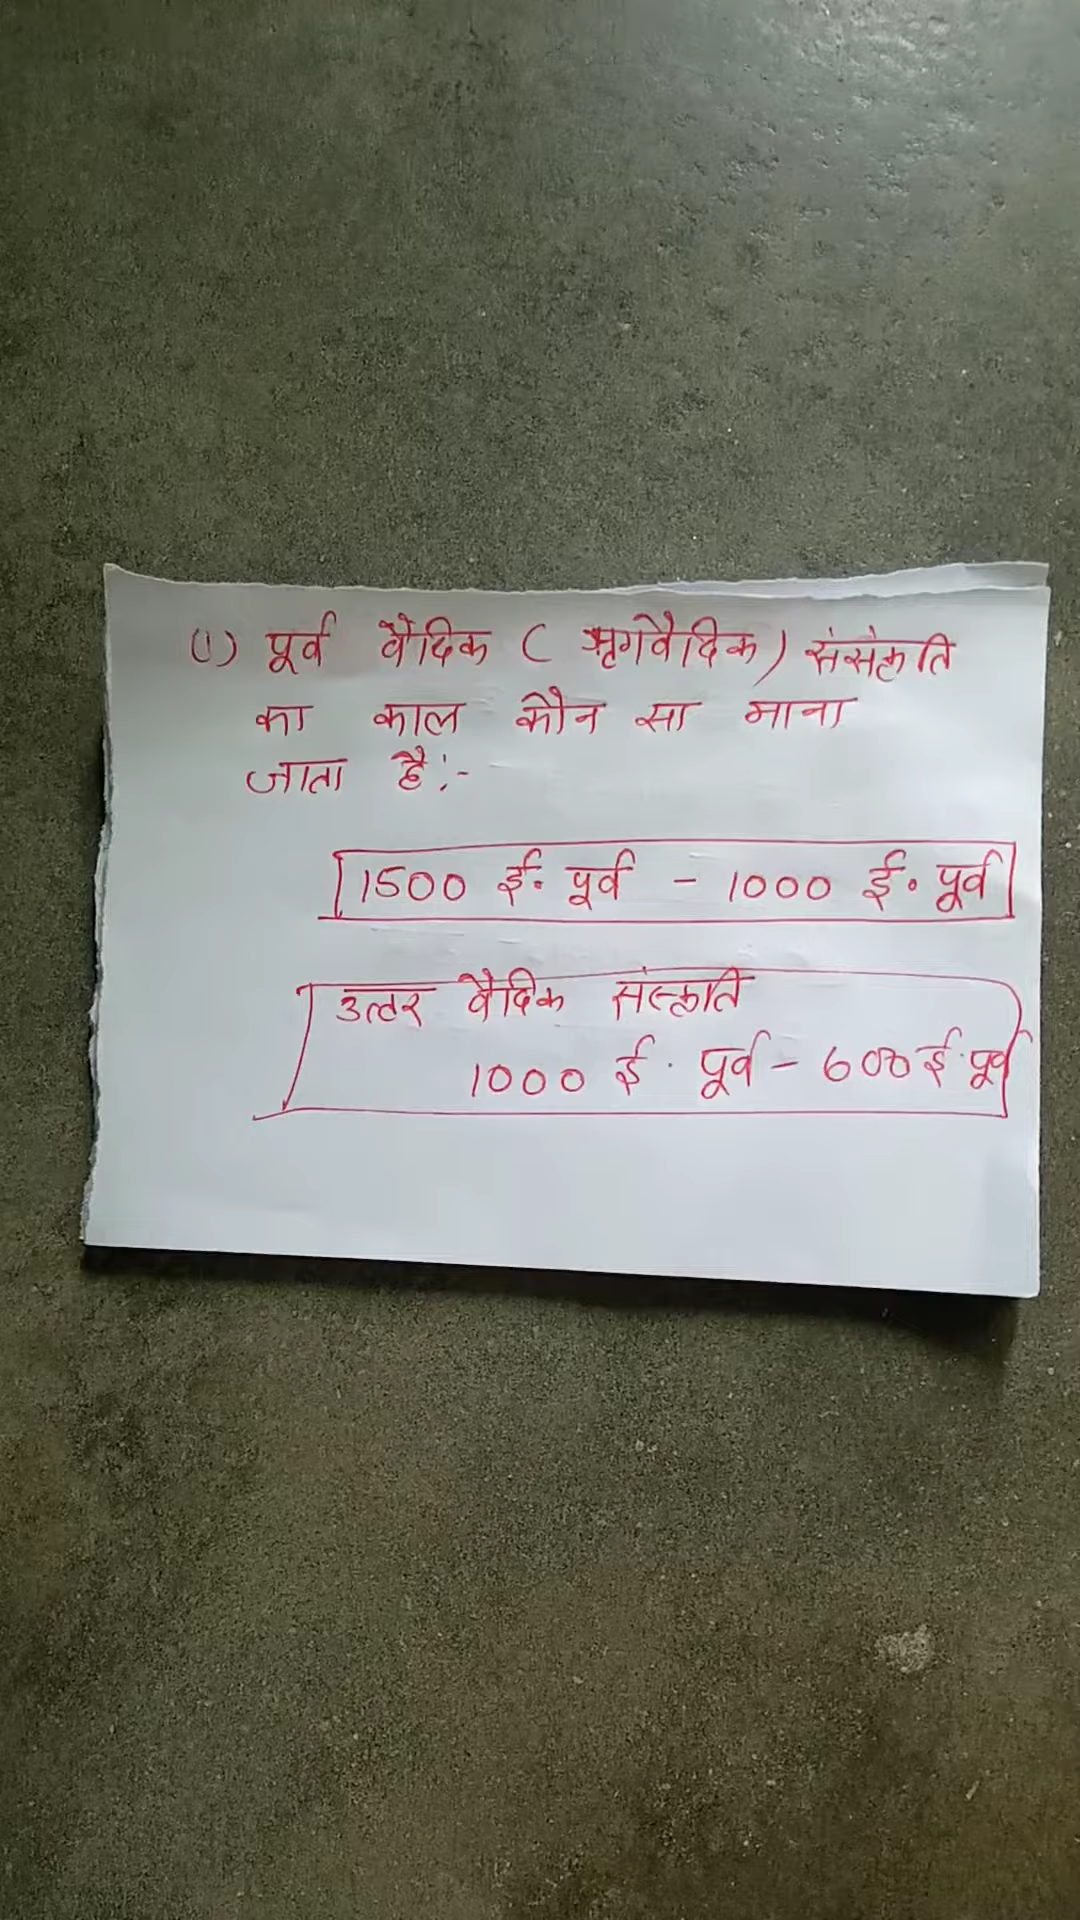 (1) पूर्व वैदिक ( ऋगवैदिक ) संस्कृति
का काल कौन सा माना
जाता है:-
1500 ई. पूर्व - 1000 ई. पूर्व
उत्तर वैदिक संस्कृति
1000 ई. पूर्व - 600 ई. पूर्व